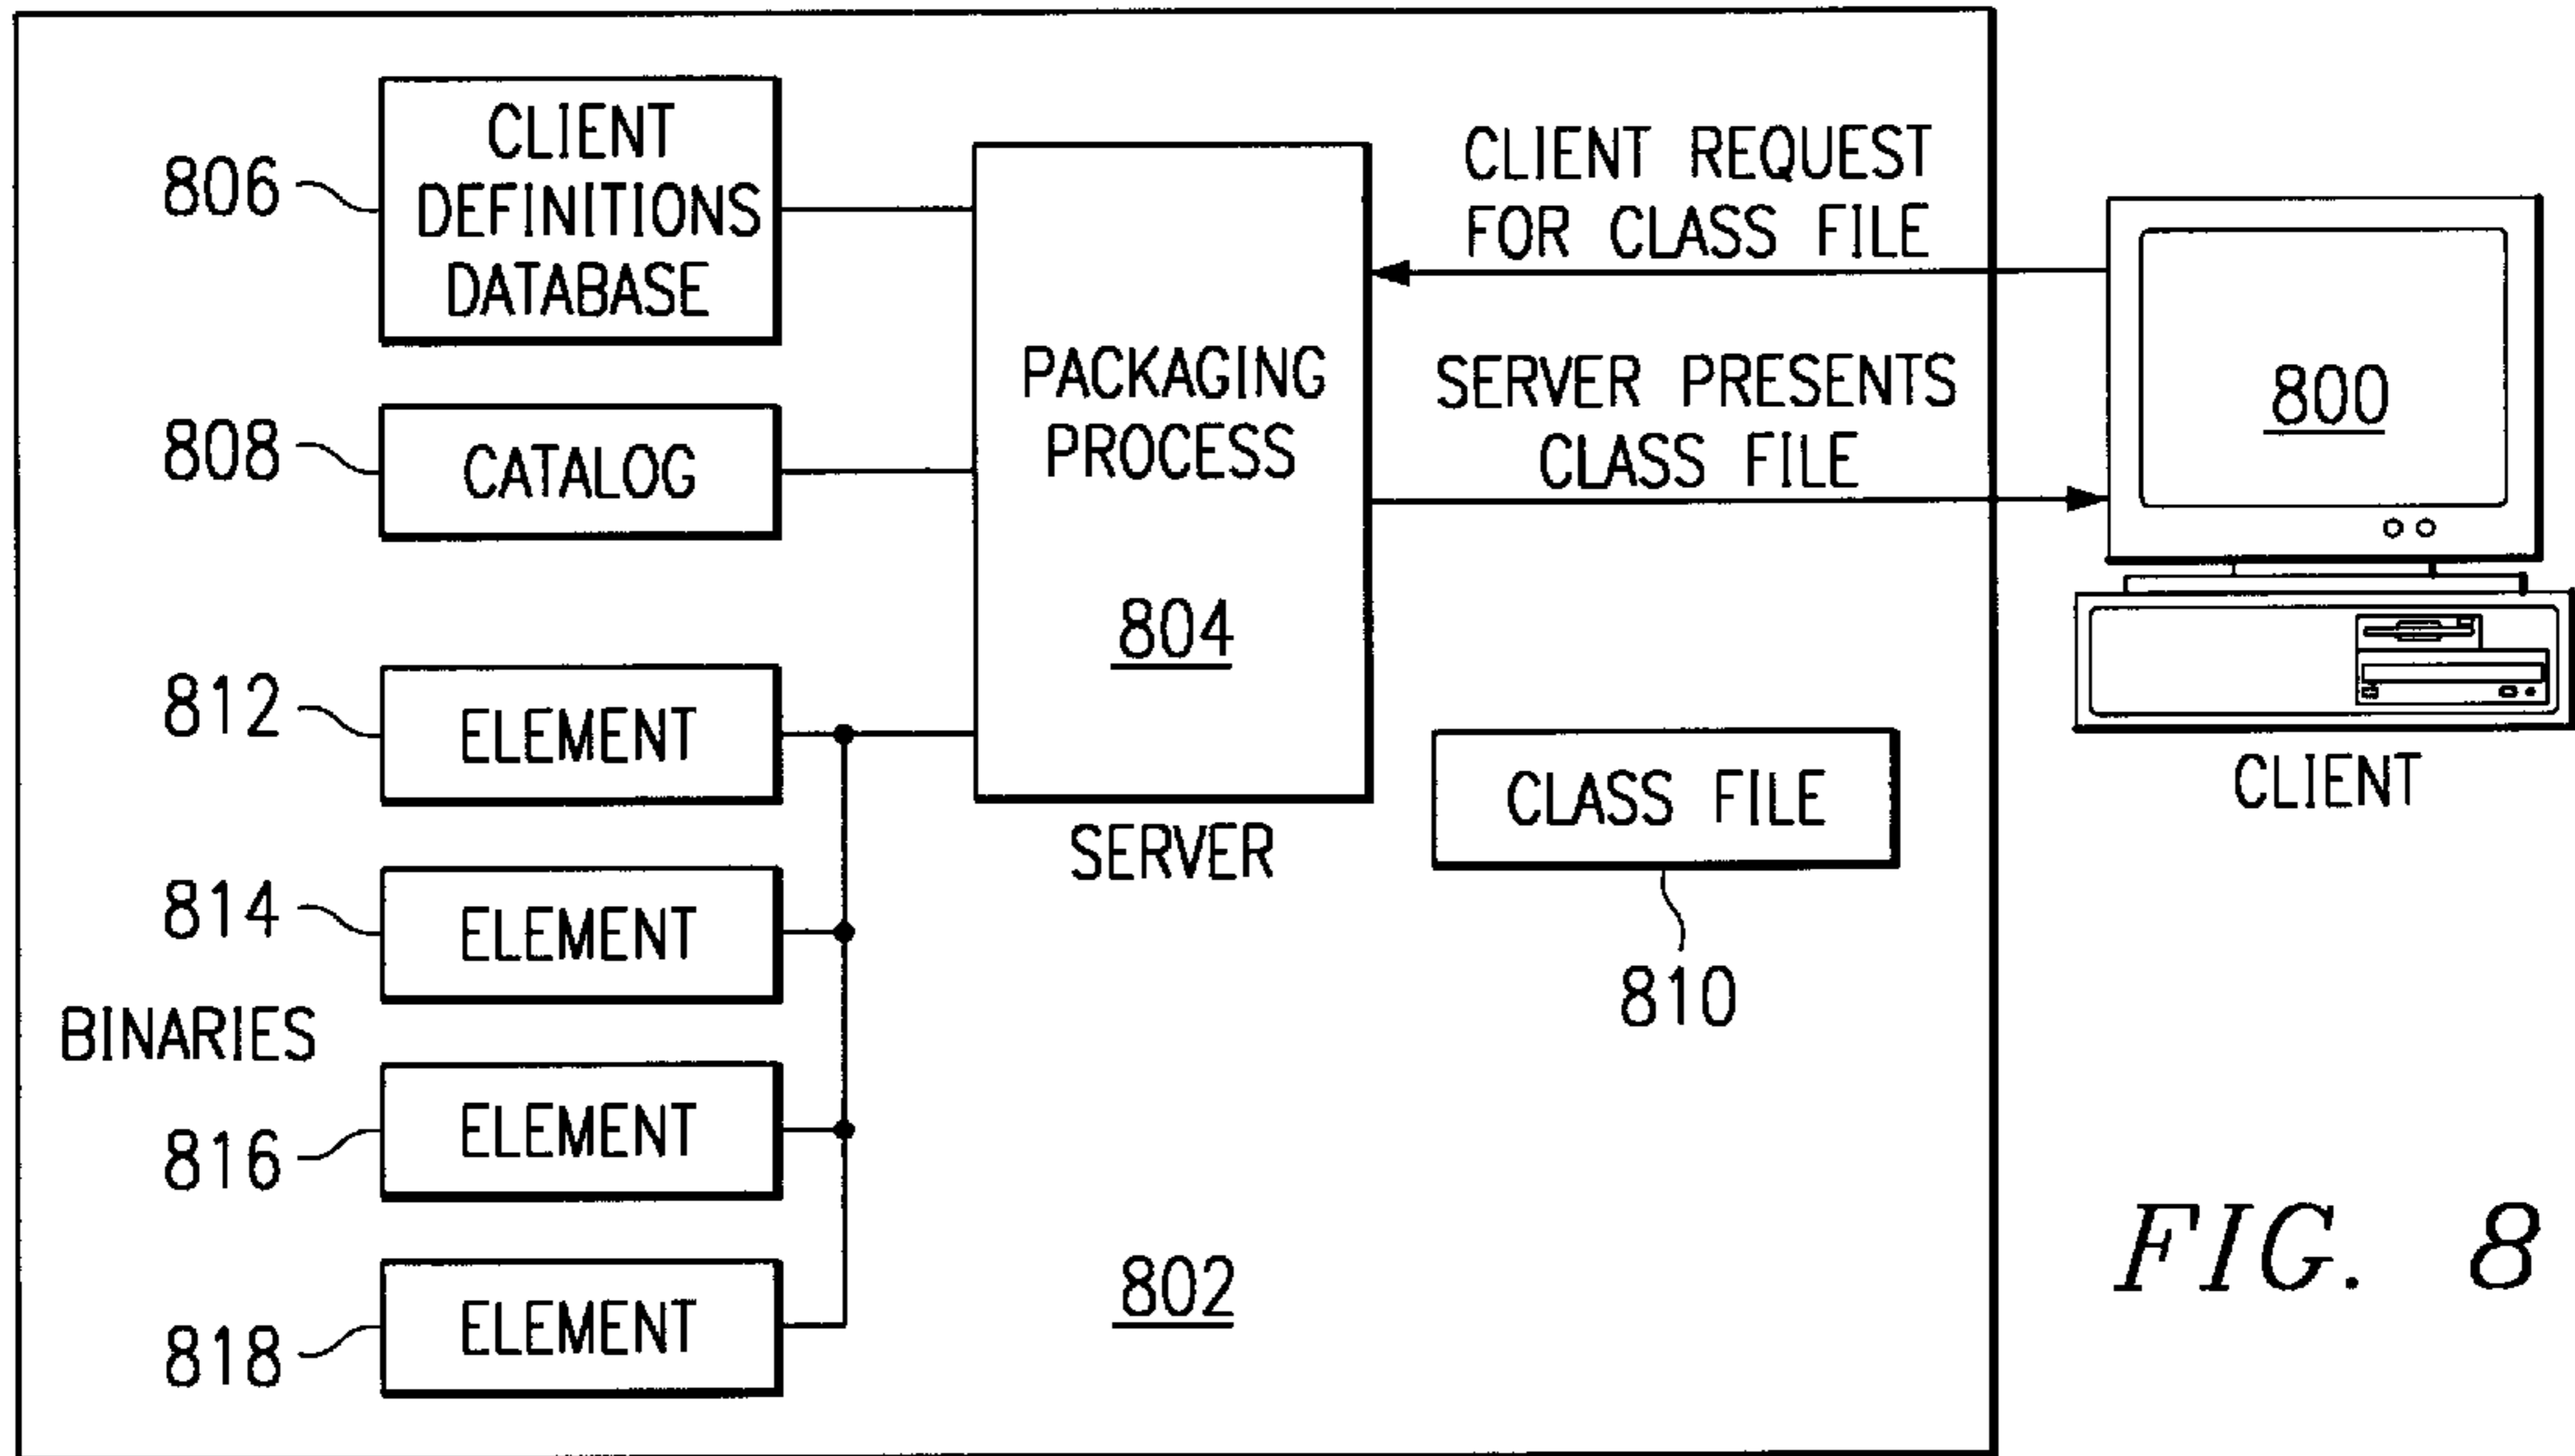 806
CLIENT
DEFINITIONS
DATABASE
808
CATALOG
812
ELEMENT
814
ELEMENT
BINARIES
816
ELEMENT
818
ELEMENT
PACKAGING
PROCESS
804
SERVER
CLIENT REQUEST
FOR CLASS FILE
SERVER PRESENTS
CLASS FILE
CLASS FILE
810
802
800
CLIENT
FIG. 8